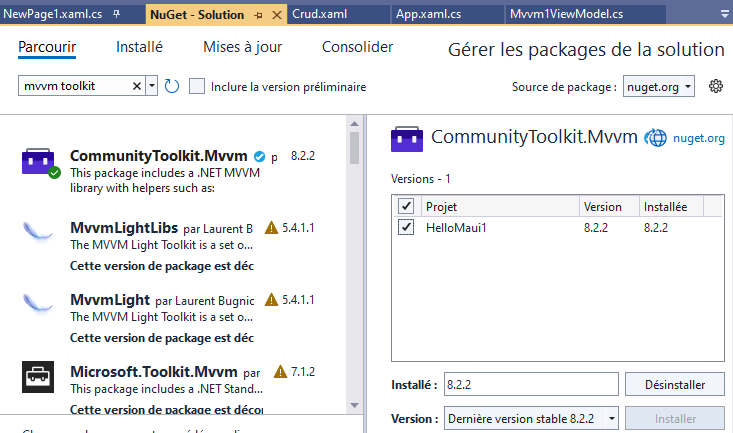 NewPage1.xaml.cs
NuGet - Solution
Crud.xaml
App.xaml.cs
Mvvm1ViewModel.cs
Parcourir
Installé
Mises à jour
Consolider
Gérer les packages de la solution
mvvm toolkit
Inclure la version préliminaire
Source de package :
nuget.org
CommunityToolkit.Mvvm p 8.2.2
This package includes a .NET MVVM
library with helpers such as:
MvvmLightLibs par Laurent B 5.4.1.1
The MVVM Light Toolkit is a set o...
Cette version de package est déc
MvvmLight par Laurent Bugnic 5.4.1.1
The MVVM Light Toolkit is a set o...
Cette version de package est déc
Microsoft.Toolkit.Mvvm par 7.1.2
This package includes a .NET Stand...
Cette version de package est décor
CommunityToolkit.Mvvm
nuget.org
Versions - 1
Projet Version Installée
HelloMaui1 8.2.2 8.2.2
Installé : 8.2.2 Désinstaller
Version : Dernière version stable 8.2.2 Installer